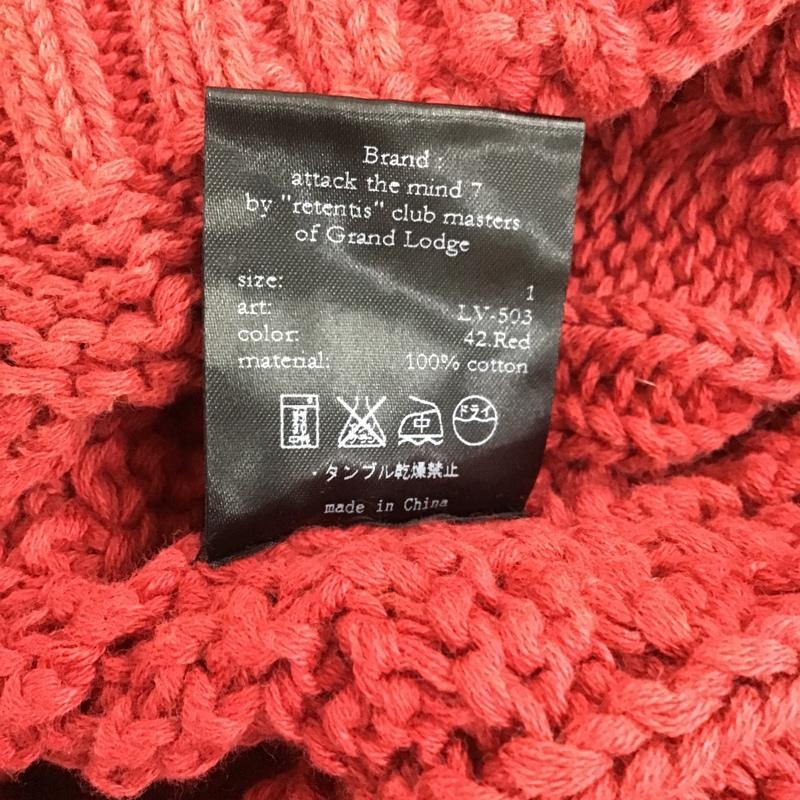 Brand :
attack the mind 7
by "retentis" club masters
of Grand Lodge
size: 1
art: LV-503
color: 42.Red
material: 100% cotton
中 ドライ
・タンブル乾燥禁止
made in China